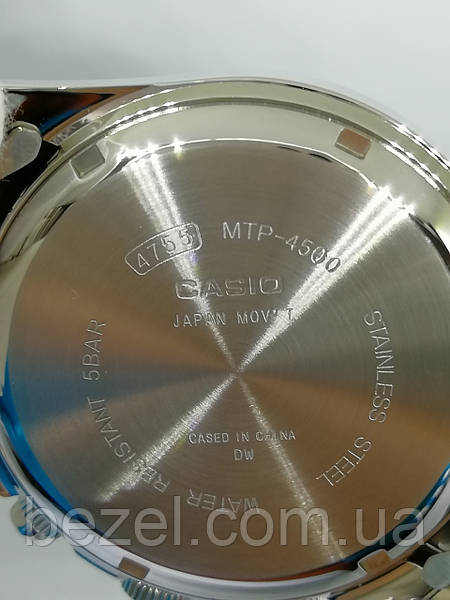 4755 MTP-4500
CASIO
JAPAN MOV'T
STAINLESS STEEL
WATER RESISTANT 5BAR
CASED IN CHINA
DW
bezel.com.ua